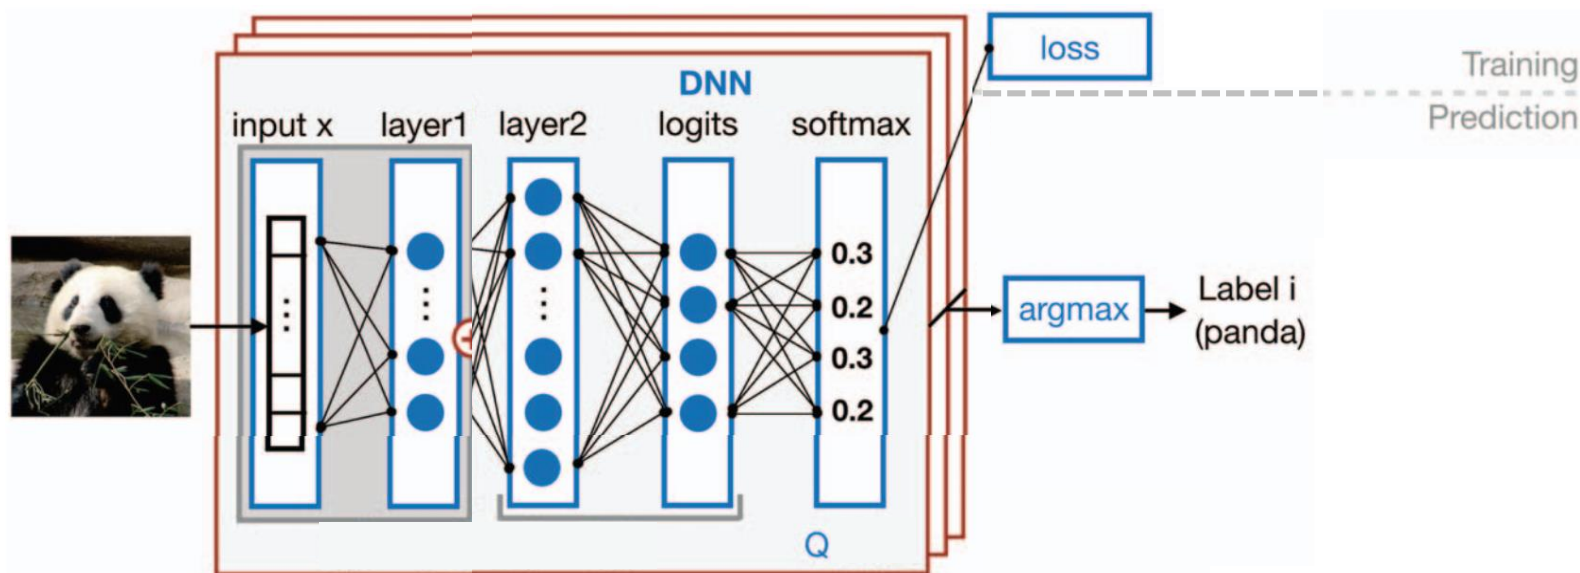 loss
Training
Prediction
DNN
input x layer1 layer2 logits softmax
0.3
0.2
0.3
0.2
argmax
Label i
(panda)
Q